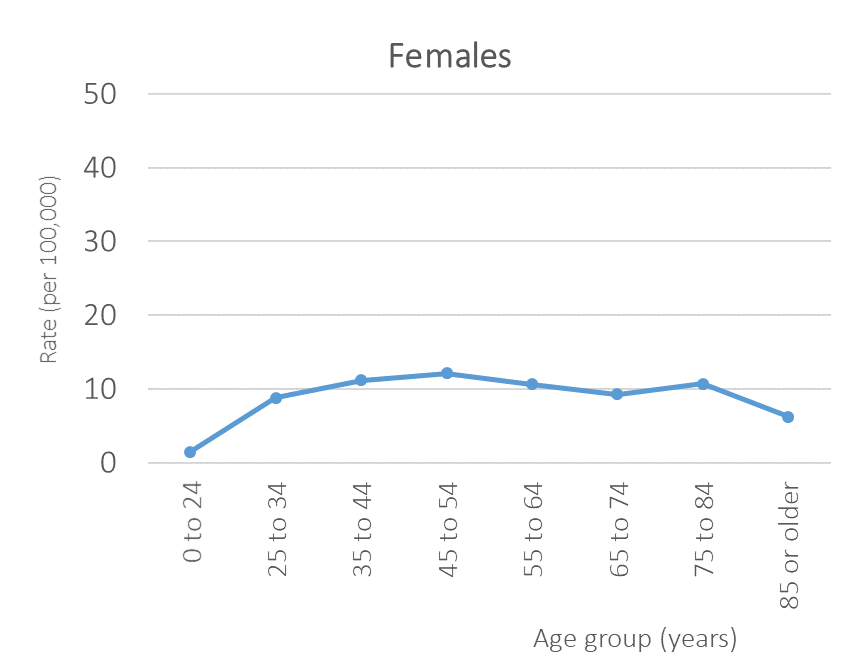 Females
50
40
30
20
10
0
Rate (per 100,000)
0 to 24
25 to 34
35 to 44
45 to 54
55 to 64
65 to 74
75 to 84
85 or older
Age group (years)